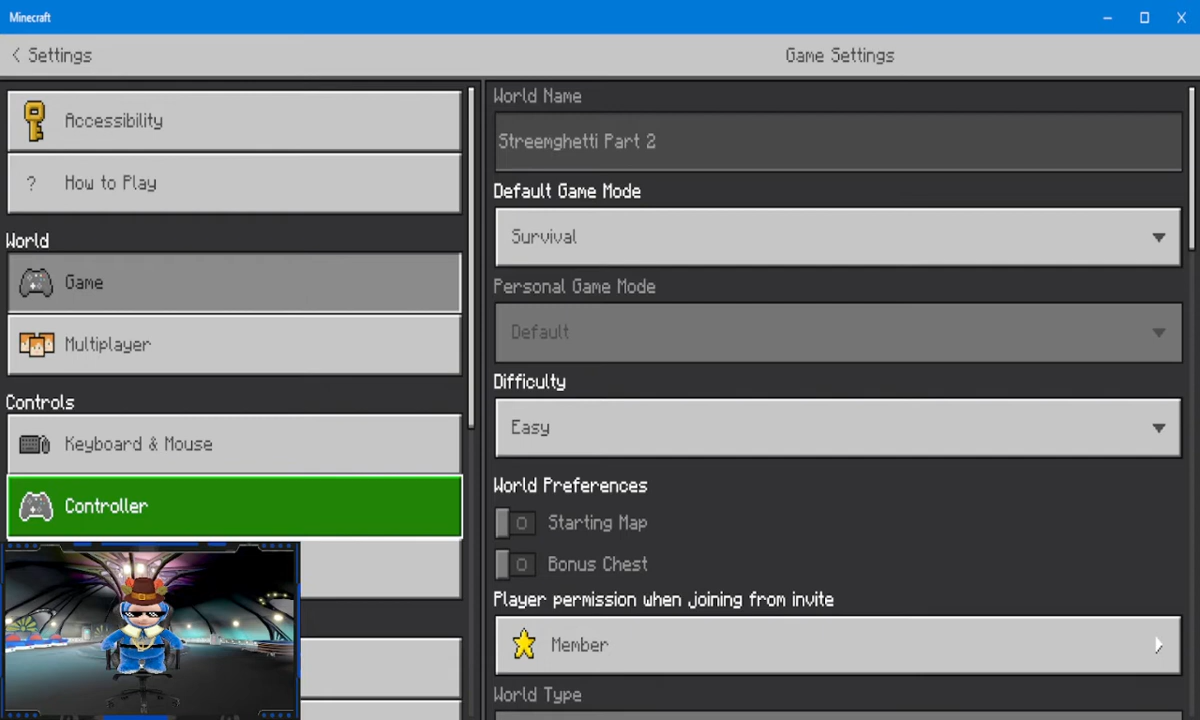 Minecraft
< Settings
Game Settings
Accessibility
? How to Play
World
Game
Multiplayer
Controls
Keyboard & Mouse
Controller
World Name
Streemghetti Part 2
Default Game Mode
Survival
Personal Game Mode
Default
Difficulty
Easy
World Preferences
Starting Map
Bonus Chest
Player permission when joining from invite
Member
World Type